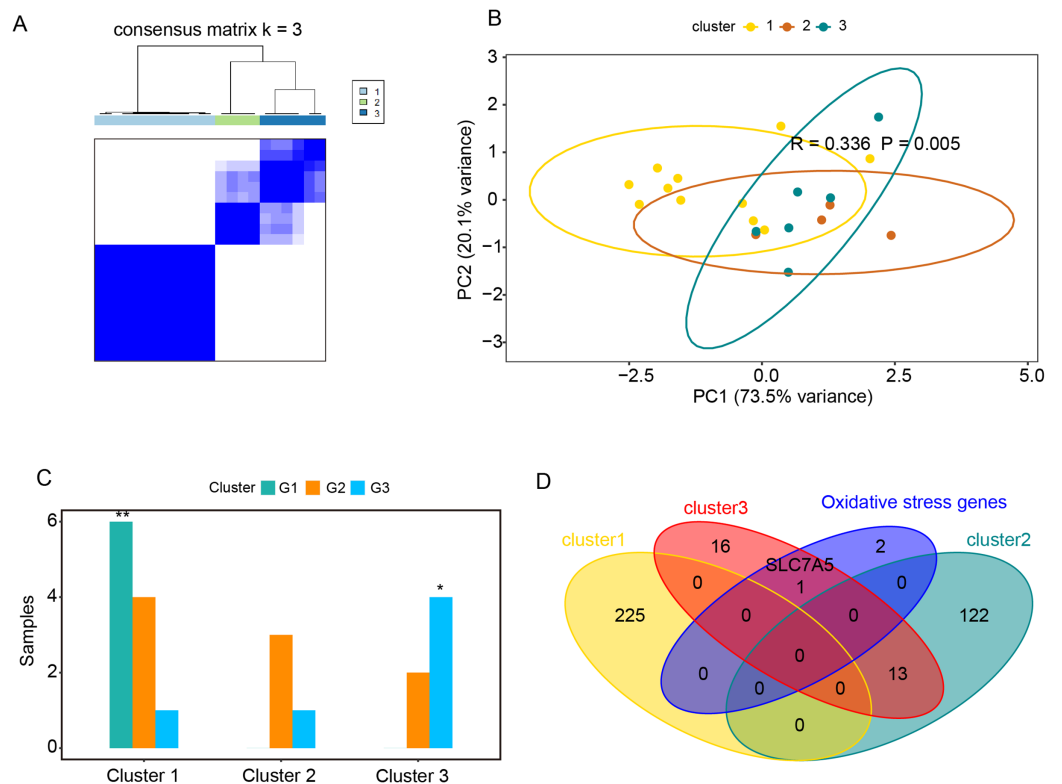 A
consensus matrix k = 3
1
2
3
B
cluster 1 2 3
3
2
1
0
−1
−2
−3
R = 0.336 P = 0.005
PC2 (20.1% variance)
−2.5 0.0 2.5 5.0
PC1 (73.5% variance)
C
Cluster G1 G2 G3
6
4
2
0
**
*
Samples
Cluster 1 Cluster 2 Cluster 3
D
Oxidative stress genes
cluster3
cluster1
cluster2
16
2
SLC7A5
0
1
0
225
0
0
122
0
0
13
0
0
0